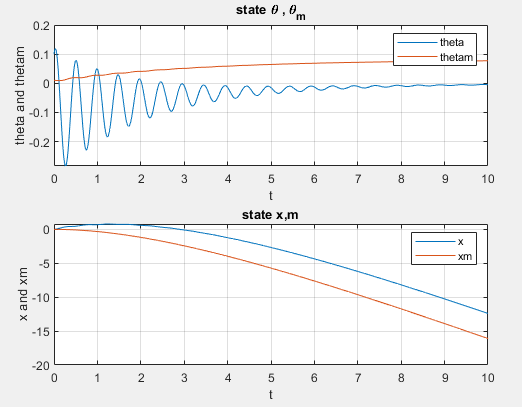 state θ , θm
0.2
0.1
0
-0.1
-0.2
theta and thetam
theta
thetam
0 1 2 3 4 5 6 7 8 9 10
t
state x,m
0
-5
-10
-15
-20
x and xm
x
xm
0 1 2 3 4 5 6 7 8 9 10
t